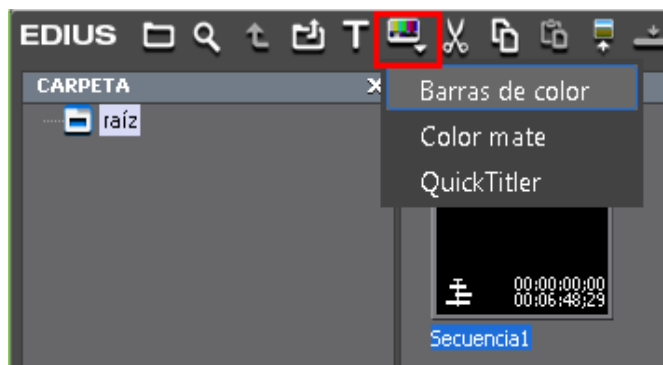 EDIUS T
CARPETA X
raíz
Barras de color
Color mate
QuickTitler
00:00:00;00
00:06:48;29
Secuencia1